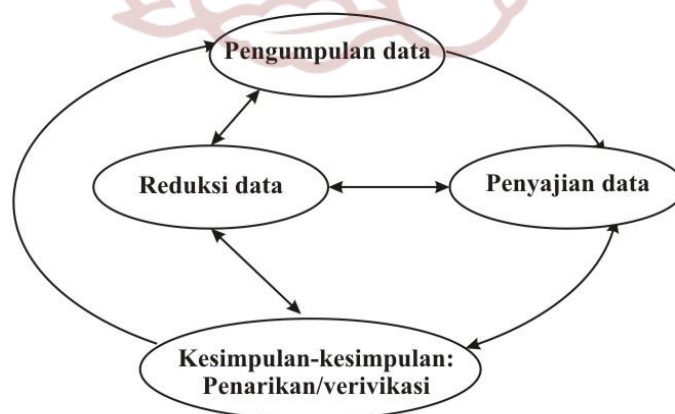 Pengumpulan data
Reduksi data
Penyajian data
Kesimpulan-kesimpulan:
Penarikan/verivikasi